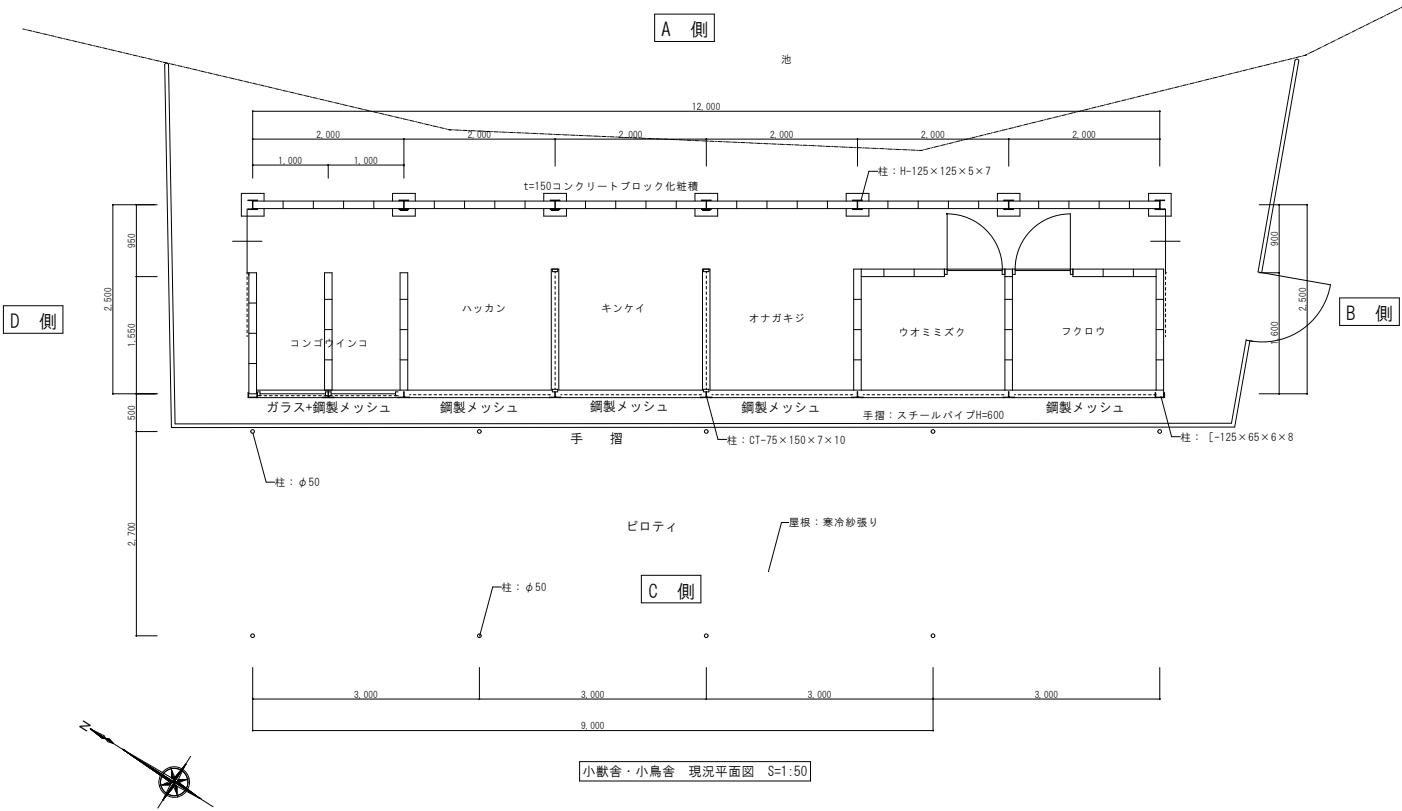 A 側
池
12,000
2,000 2,000 2,000 2,000 2,000 2,000
1,000 1,000
柱：H-125×125×5×7
t=150コンクリートブロック化粧積
950
900
2,500
2,500
D 側
B 側
ハッカン
キンケイ
オナガキジ
ウオミミズク
フクロウ
コンゴウインコ
1,550
1,600
ガラス+鋼製メッシュ
鋼製メッシュ
鋼製メッシュ
鋼製メッシュ
手摺：スチールパイプH=600
鋼製メッシュ
500
手 摺
柱：CT-75×150×7×10
柱：［-125×65×6×8
柱：φ50
2,700
ピロティ
屋根：寒冷紗張り
柱：φ50
C 側
3,000 3,000 3,000 3,000
9,000
N
小獣舎・小鳥舎 現況平面図 S=1:50